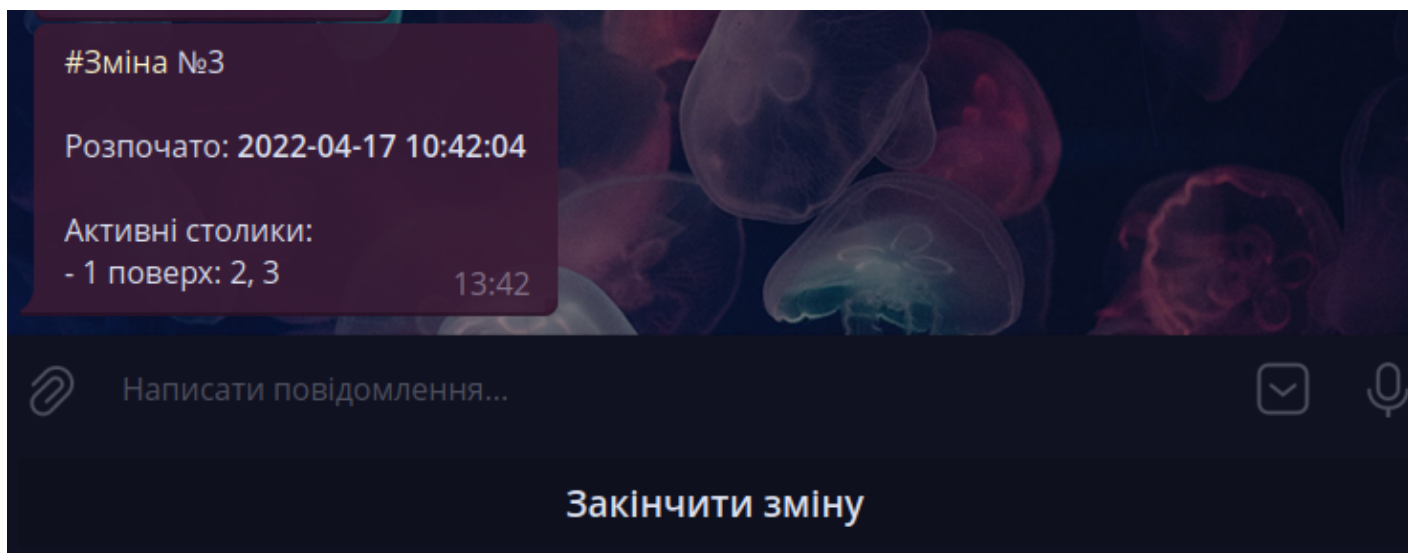 #Зміна №3
Розпочато: 2022-04-17 10:42:04
Активні столики:
- 1 поверх: 2, 3
13:42
Написати повідомлення...
Закінчити зміну